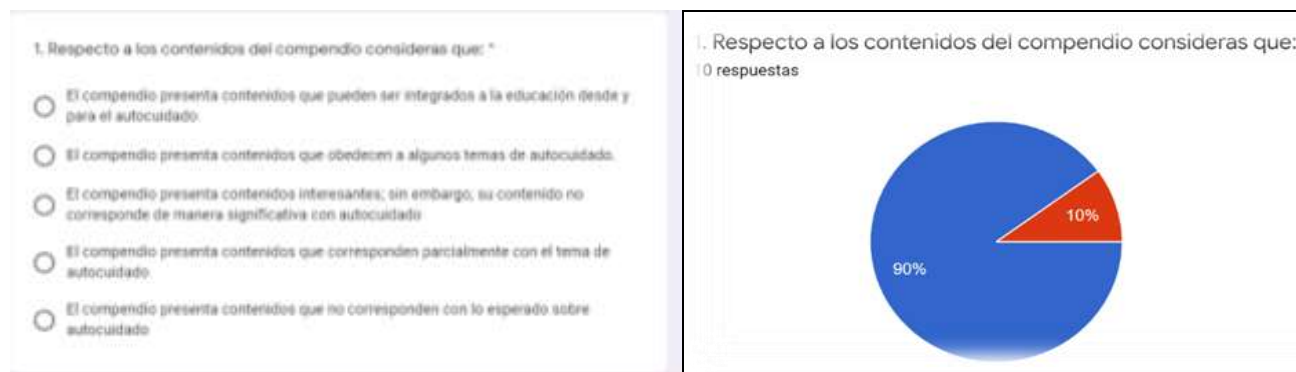 1. Respecto a los contenidos del compendio consideras que: *
El compendio presenta contenidos que pueden ser integrados a la educación desde y
para el autocuidado.
El compendio presenta contenidos que obedecen a algunos temas de autocuidado.
El compendio presenta contenidos interesantes; sin embargo, su contenido no
corresponde de manera significativa con autocuidado
El compendio presenta contenidos que corresponden parcialmente con el tema de
autocuidado
El compendio presenta contenidos que no corresponden con lo esperado sobre
autocuidado
1. Respecto a los contenidos del compendio consideras que:
10 respuestas
10%
90%